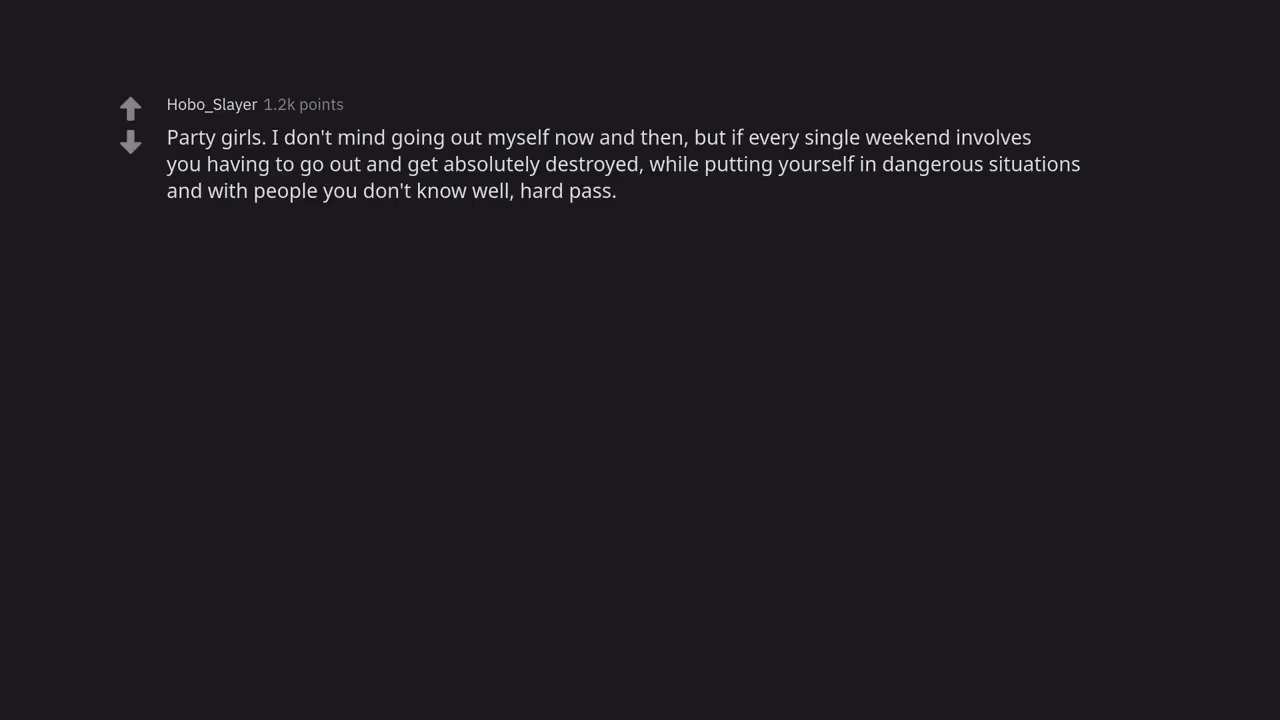 Hobo_Slayer 1.2k points
Party girls. I don't mind going out myself now and then, but if every single weekend involves
you having to go out and get absolutely destroyed, while putting yourself in dangerous situations
and with people you don't know well, hard pass.